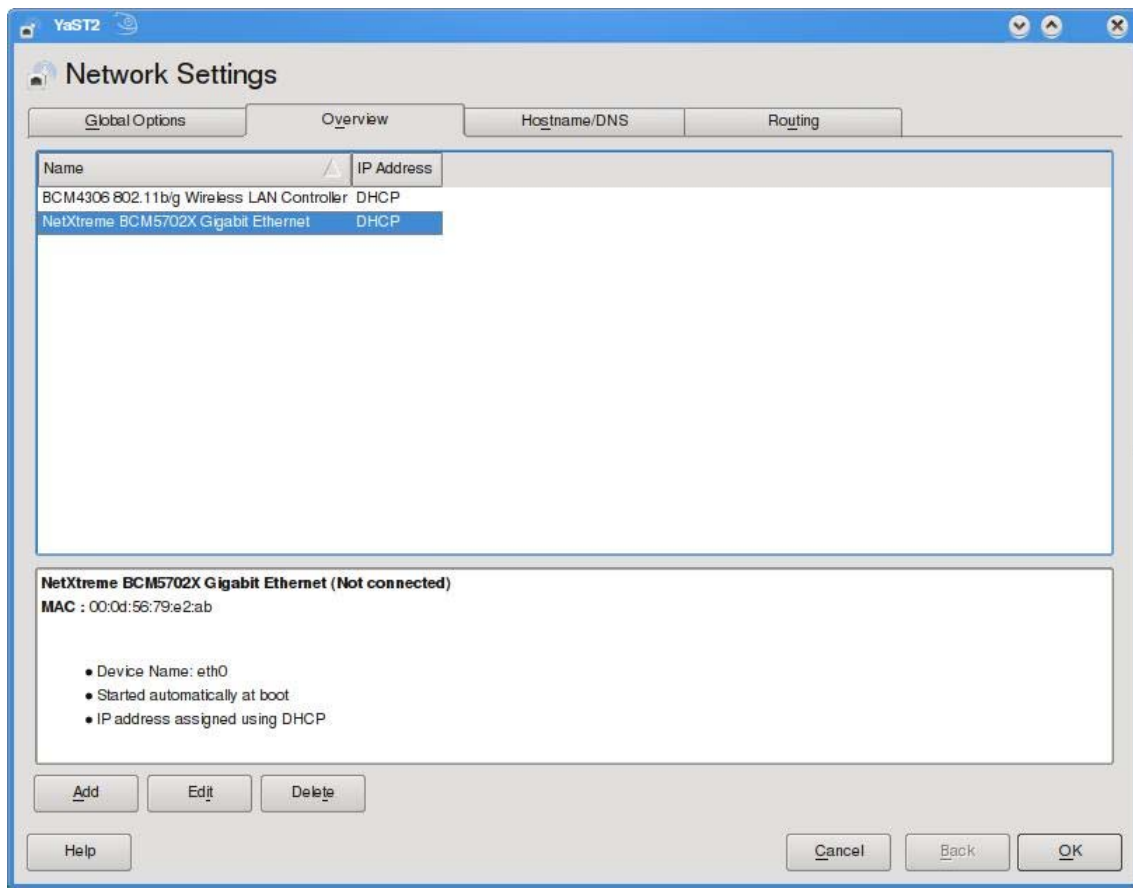 YaST2
Network Settings
Global Options Overview Hostname/DNS Routing
Name IP Address
BCM4306 802.11b/g Wireless LAN Controller DHCP
NetXtreme BCM5702X Gigabit Ethernet DHCP
NetXtreme BCM5702X Gigabit Ethernet (Not connected)
MAC : 00:0d:56:79:e2:ab
• Device Name: eth0
• Started automatically at boot
• IP address assigned using DHCP
Add Edit Delete
Help Cancel Back OK